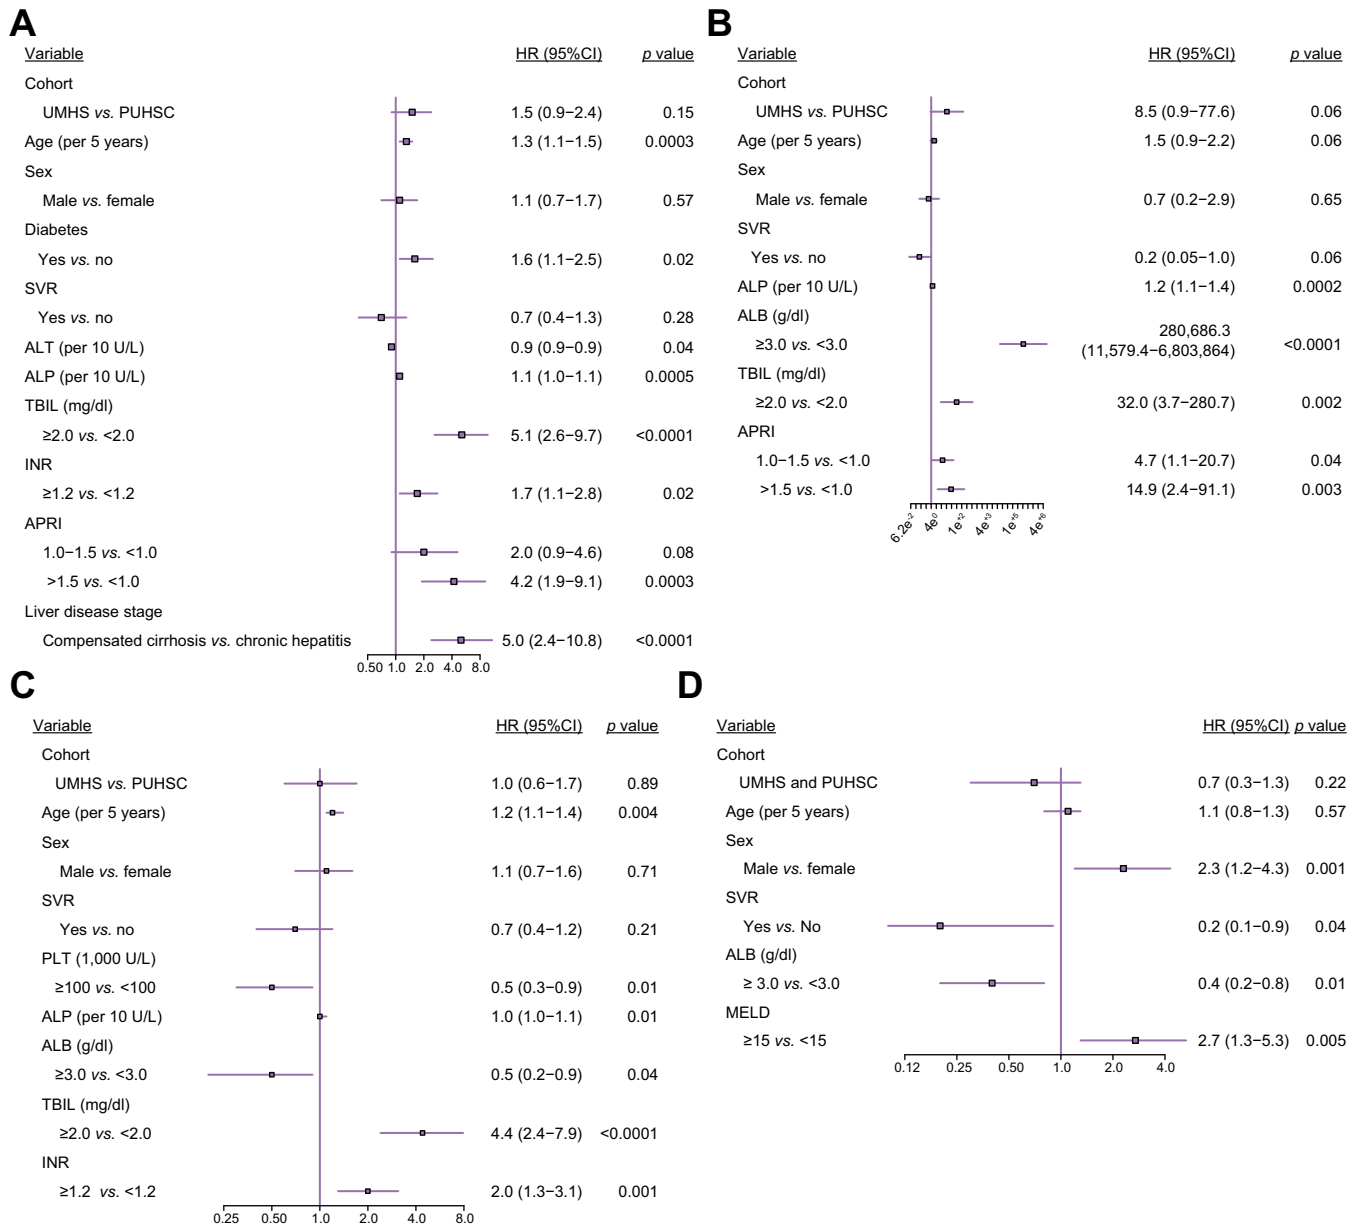 A
Variable HR (95%CI) p value
Cohort
UMHS vs. PUHSC 1.5 (0.9−2.4) 0.15
Age (per 5 years) 1.3 (1.1−1.5) 0.0003
Sex
Male vs. female 1.1 (0.7−1.7) 0.57
Diabetes
Yes vs. no 1.6 (1.1−2.5) 0.02
SVR
Yes vs. no 0.7 (0.4−1.3) 0.28
ALT (per 10 U/L) 0.9 (0.9−0.9) 0.04
ALP (per 10 U/L) 1.1 (1.0−1.1) 0.0005
TBIL (mg/dl)
≥2.0 vs. <2.0 5.1 (2.6−9.7) <0.0001
INR
≥1.2 vs. <1.2 1.7 (1.1−2.8) 0.02
APRI
1.0−1.5 vs. <1.0 2.0 (0.9−4.6) 0.08
>1.5 vs. <1.0 4.2 (1.9−9.1) 0.0003
Liver disease stage
Compensated cirrhosis vs. chronic hepatitis 5.0 (2.4−10.8) <0.0001
0.50 1.0 2.0 4.0 8.0
B
Variable HR (95%CI) p value
Cohort
UMHS vs. PUHSC 8.5 (0.9−77.6) 0.06
Age (per 5 years) 1.5 (0.9−2.2) 0.06
Sex
Male vs. female 0.7 (0.2−2.9) 0.65
SVR
Yes vs. no 0.2 (0.05−1.0) 0.06
ALP (per 10 U/L) 1.2 (1.1−1.4) 0.0002
ALB (g/dl)
280,686.3
≥3.0 vs. <3.0 (11,579.4−6,803,864) <0.0001
TBIL (mg/dl)
≥2.0 vs. <2.0 32.0 (3.7−280.7) 0.002
APRI
1.0−1.5 vs. <1.0 4.7 (1.1−20.7) 0.04
>1.5 vs. <1.0 14.9 (2.4−91.1) 0.003
6.2e⁻² 4e⁰ 1e⁺² 4e⁺³ 1e⁺⁵ 4e⁺⁶
C
Variable HR (95%CI) p value
Cohort
UMHS vs. PUHSC 1.0 (0.6−1.7) 0.89
Age (per 5 years) 1.2 (1.1−1.4) 0.004
Sex
Male vs. female 1.1 (0.7−1.6) 0.71
SVR
Yes vs. no 0.7 (0.4−1.2) 0.21
PLT (1,000 U/L)
≥100 vs. <100 0.5 (0.3−0.9) 0.01
ALP (per 10 U/L) 1.0 (1.0−1.1) 0.01
ALB (g/dl)
≥3.0 vs. <3.0 0.5 (0.2−0.9) 0.04
TBIL (mg/dl)
≥2.0 vs. <2.0 4.4 (2.4−7.9) <0.0001
INR
≥1.2 vs. <1.2 2.0 (1.3−3.1) 0.001
0.25 0.50 1.0 2.0 4.0 8.0
D
Variable HR (95%CI) p value
Cohort
UMHS and PUHSC 0.7 (0.3−1.3) 0.22
Age (per 5 years) 1.1 (0.8−1.3) 0.57
Sex
Male vs. female 2.3 (1.2−4.3) 0.001
SVR
Yes vs. No 0.2 (0.1−0.9) 0.04
ALB (g/dl)
≥ 3.0 vs. <3.0 0.4 (0.2−0.8) 0.01
MELD
≥15 vs. <15 2.7 (1.3−5.3) 0.005
0.12 0.25 0.50 1.0 2.0 4.0